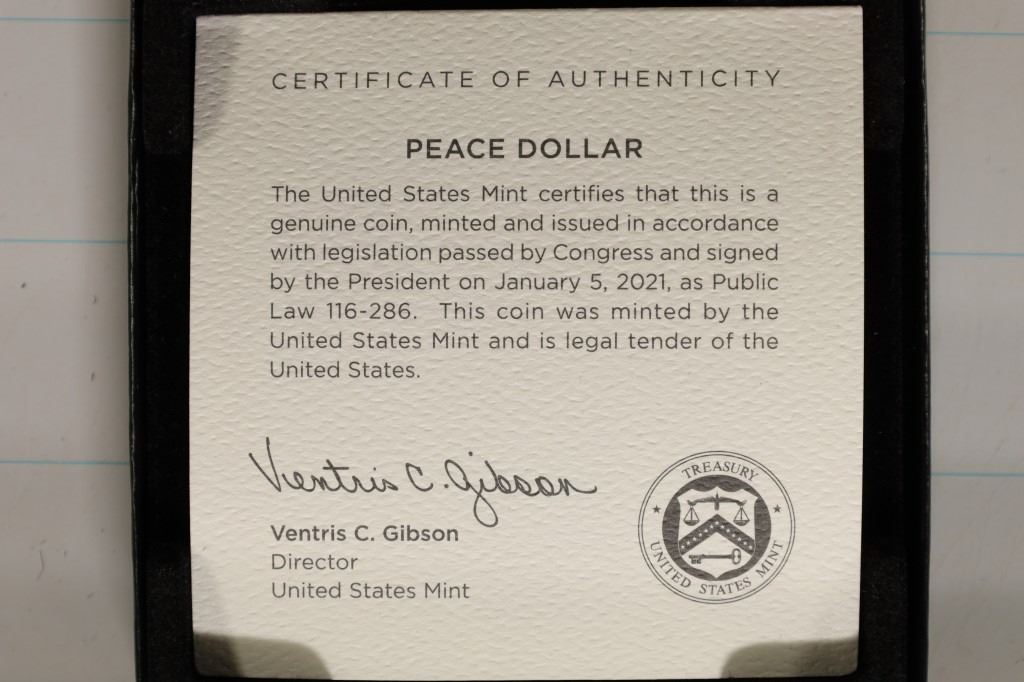 CERTIFICATE OF AUTHENTICITY
PEACE DOLLAR
The United States Mint certifies that this is a
genuine coin, minted and issued in accordance
with legislation passed by Congress and signed
by the President on January 5, 2021, as Public
Law 116-286. This coin was minted by the
United States Mint and is legal tender of the
United States.
Ventris C. Gibson
Ventris C. Gibson
Director
United States Mint
TREASURY
UNITED STATES MINT